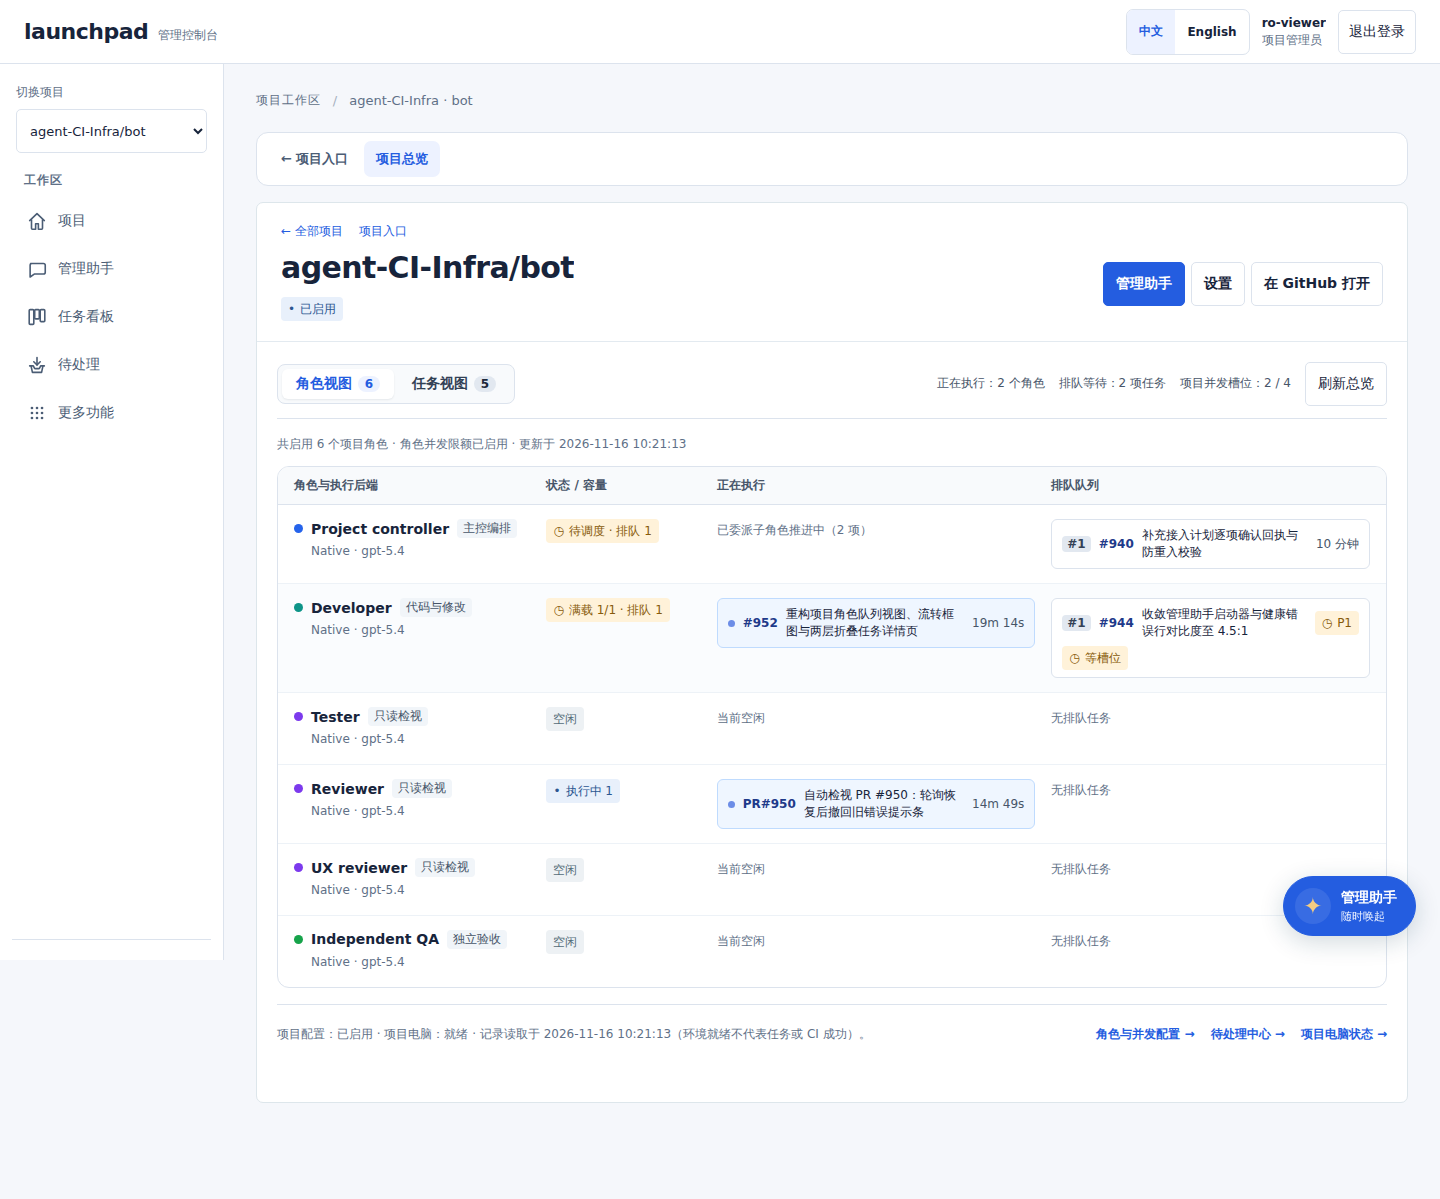 launchpad 管理控制台
中文 English
ro-viewer
项目管理员
退出登录
切换项目
agent-CI-Infra/bot
工作区
项目
管理助手
任务看板
待处理
更多功能
项目工作区 / agent-CI-Infra · bot
← 项目入口 项目总览
← 全部项目 项目入口
agent-CI-Infra/bot
• 已启用
管理助手 设置 在 GitHub 打开
角色视图 6 任务视图 5
正在执行：2 个角色 排队等待：2 项任务 项目并发槽位：2 / 4 刷新总览
共启用 6 个项目角色 · 角色并发限额已启用 · 更新于 2026-11-16 10:21:13
角色与执行后端 状态 / 容量 正在执行 排队队列
Project controller 主控编排
Native · gpt-5.4
待调度 · 排队 1
已委派子角色推进中（2 项）
#1 #940 补充接入计划逐项确认回执与
防重入校验
10 分钟
Developer 代码与修改
Native · gpt-5.4
满载 1/1 · 排队 1
#952 重构项目角色队列视图、流转框
图与两层折叠任务详情页
19m 14s
#1 #944 收敛管理助手启动器与健康错
误行对比度至 4.5:1
P1
等槽位
Tester 只读检视
Native · gpt-5.4
空闲
当前空闲
无排队任务
Reviewer 只读检视
Native · gpt-5.4
• 执行中 1
PR#950 自动检视 PR #950：轮询恢
复后撤回旧错误提示条
14m 49s
无排队任务
UX reviewer 只读检视
Native · gpt-5.4
空闲
当前空闲
无排队任务
Independent QA 独立验收
Native · gpt-5.4
空闲
当前空闲
无排队任务
管理助手
随时唤起
项目配置：已启用 · 项目电脑：就绪 · 记录读取于 2026-11-16 10:21:13（环境就绪不代表任务或 CI 成功）。
角色与并发配置 → 待处理中心 → 项目电脑状态 →